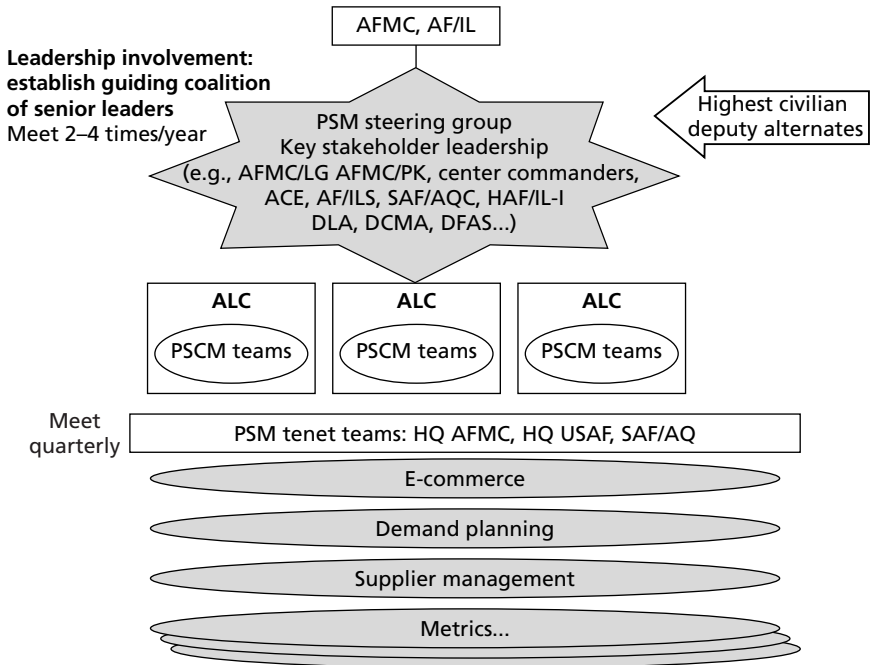 AFMC, AF/IL
Leadership involvement:
establish guiding coalition
of senior leaders
Meet 2–4 times/year
Highest civilian
deputy alternates
PSM steering group
Key stakeholder leadership
(e.g., AFMC/LG AFMC/PK, center commanders,
ACE, AF/ILS, SAF/AQC, HAF/IL-I
DLA, DCMA, DFAS...)
ALC
PSCM teams
ALC
PSCM teams
ALC
PSCM teams
Meet
quarterly
PSM tenet teams: HQ AFMC, HQ USAF, SAF/AQ
E-commerce
Demand planning
Supplier management
Metrics...